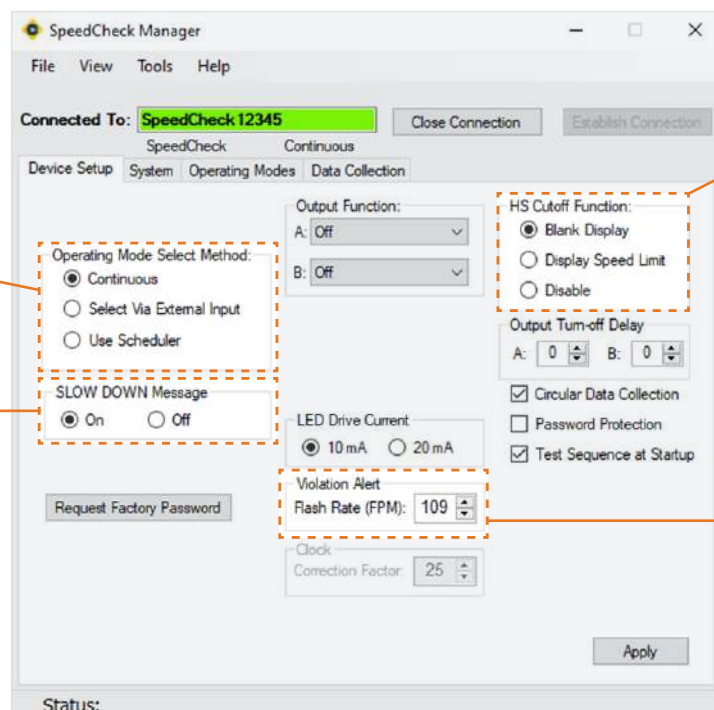 SpeedCheck Manager
File View Tools Help
Connected To: SpeedCheck 12345 Close Connection Establish Connection
SpeedCheck Continuous
Device Setup System Operating Modes Data Collection
Operating Mode Select Method:
Continuous
Select Via External Input
Use Scheduler
SLOW DOWN Message
On Off
Request Factory Password
Output Function:
A: Off
B: Off
LED Drive Current
10 mA 20 mA
Violation Alert
Flash Rate (FPM): 109
Clock
Correction Factor: 25
HS Cutoff Function:
Blank Display
Display Speed Limit
Disable
Output Turn-off Delay
A: 0 B: 0
Circular Data Collection
Password Protection
Test Sequence at Startup
Apply
Status: